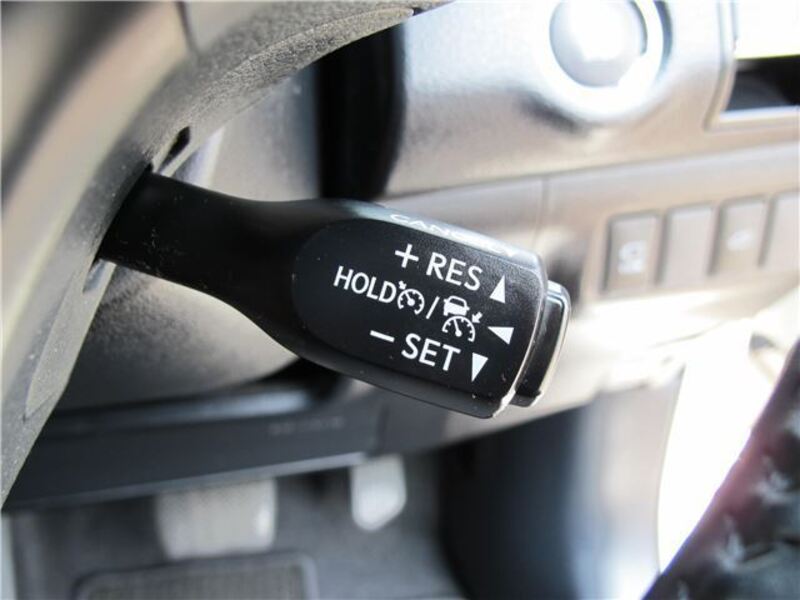 CANCEL
+ RES
HOLD /
− SET